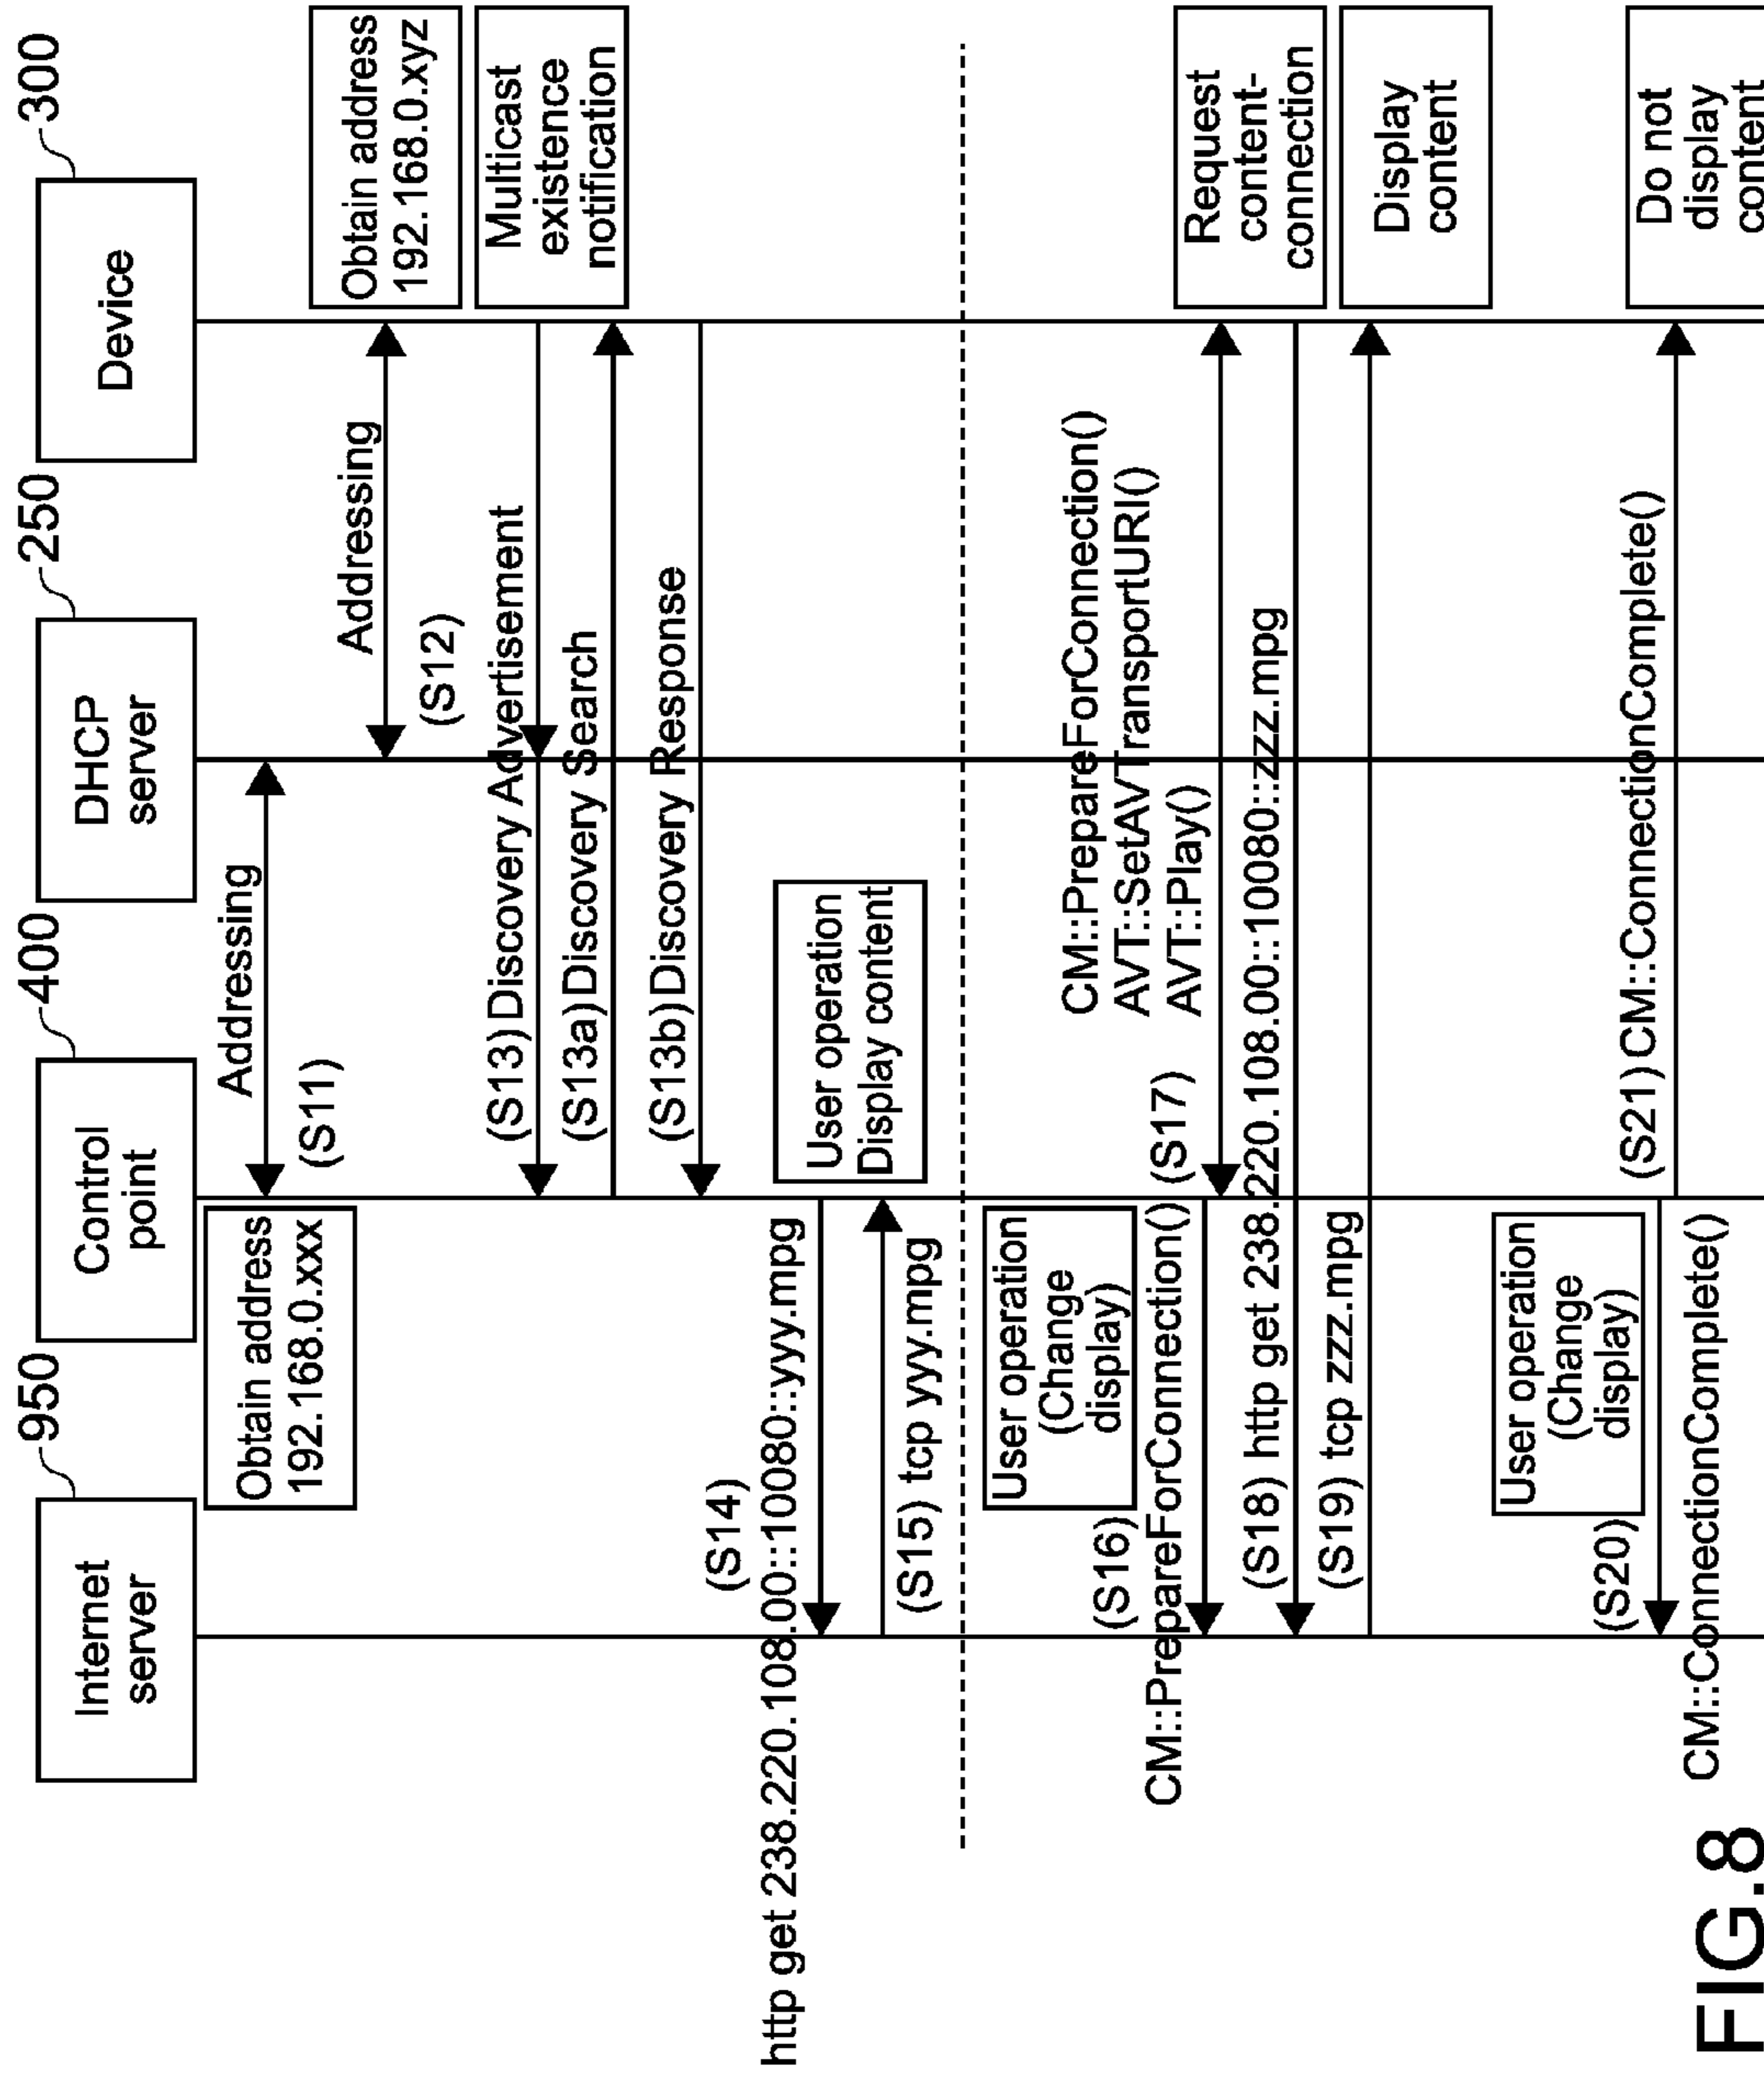 950
400
250
300
Internet
server
Control
point
DHCP
server
Device
Obtain address
192.168.0.xxx
Addressing
(S11)
Addressing
(S12)
Obtain address
192.168.0.xyz
(S13) Discovery Advertisement
Multicast
existence
notification
(S13a) Discovery Search
(S13b) Discovery Response
(S14)
http get 238.220.108.00::10080::yyy.mpg
User operation
Display content
(S15) tcp yyy.mpg
User operation
(Change
display)
(S16)
CM::PrepareForConnection()
(S17)
CM::PrepareForConnection()
AVT::SetAVTransportURI()
AVT::Play()
Request
content-
connection
(S18) http get 238.220.108.00::10080::zzz.mpg
(S19) tcp zzz.mpg
Display
content
User operation
(Change
display)
(S20)
CM::ConnectionComplete()
(S21) CM::ConnectionComplete()
Do not
display
content
FIG.8